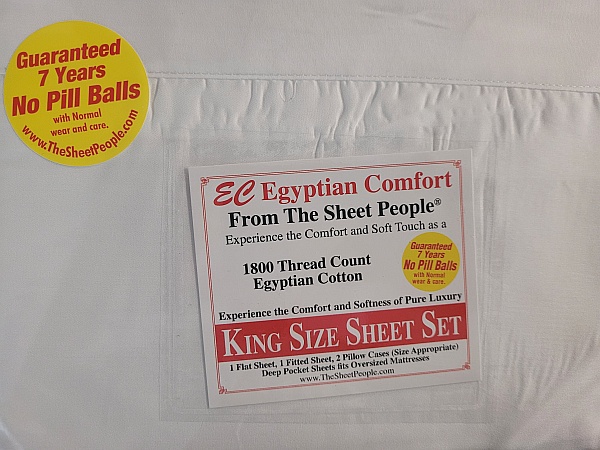 Guaranteed
7 Years
No Pill Balls
with Normal
wear and care.
www.TheSheetPeople.com
EC Egyptian Comfort
From The Sheet People®
Experience the Comfort and Soft Touch as a
1800 Thread Count
Egyptian Cotton
Guaranteed
7 Years
No Pill Balls
with Normal
wear & care.
Experience the Comfort and Softness of Pure Luxury
KING SIZE SHEET SET
1 Flat Sheet, 1 Fitted Sheet, 2 Pillow Cases (Size Appropriate)
Deep Pocket Sheets fits Oversized Mattresses
www.TheSheetPeople.com